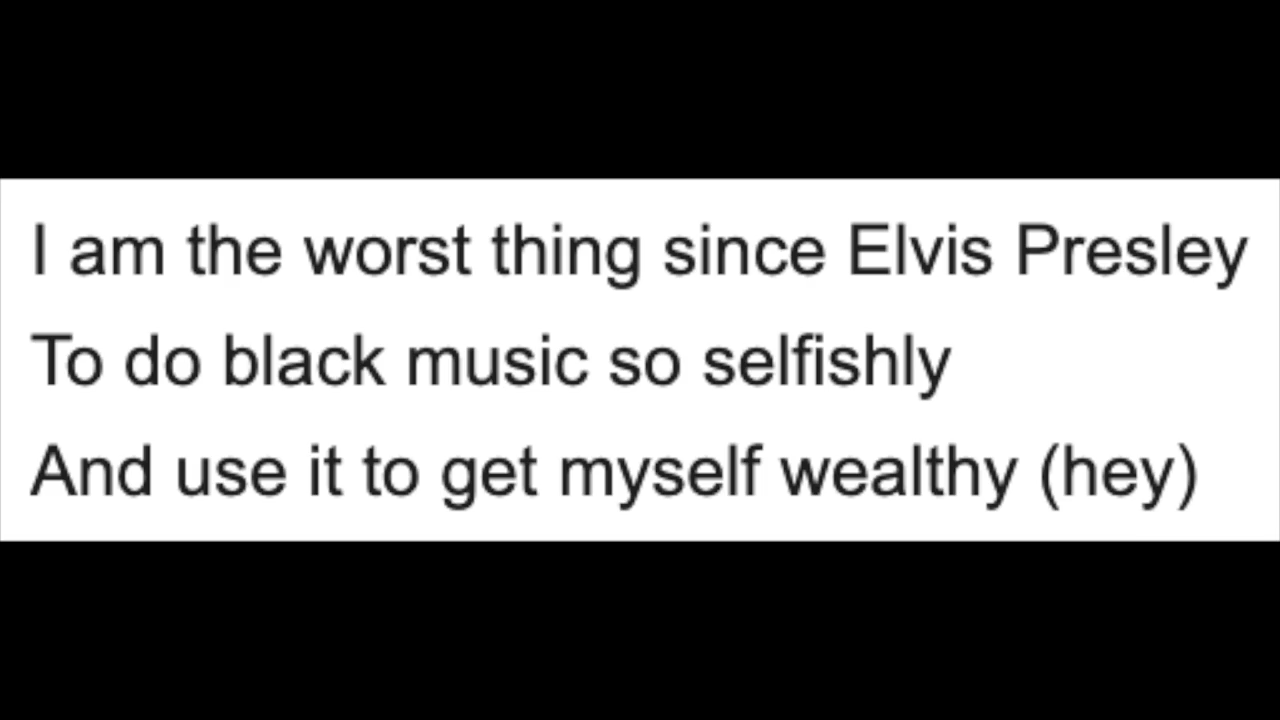 I am the worst thing since Elvis Presley
To do black music so selfishly
And use it to get myself wealthy (hey)